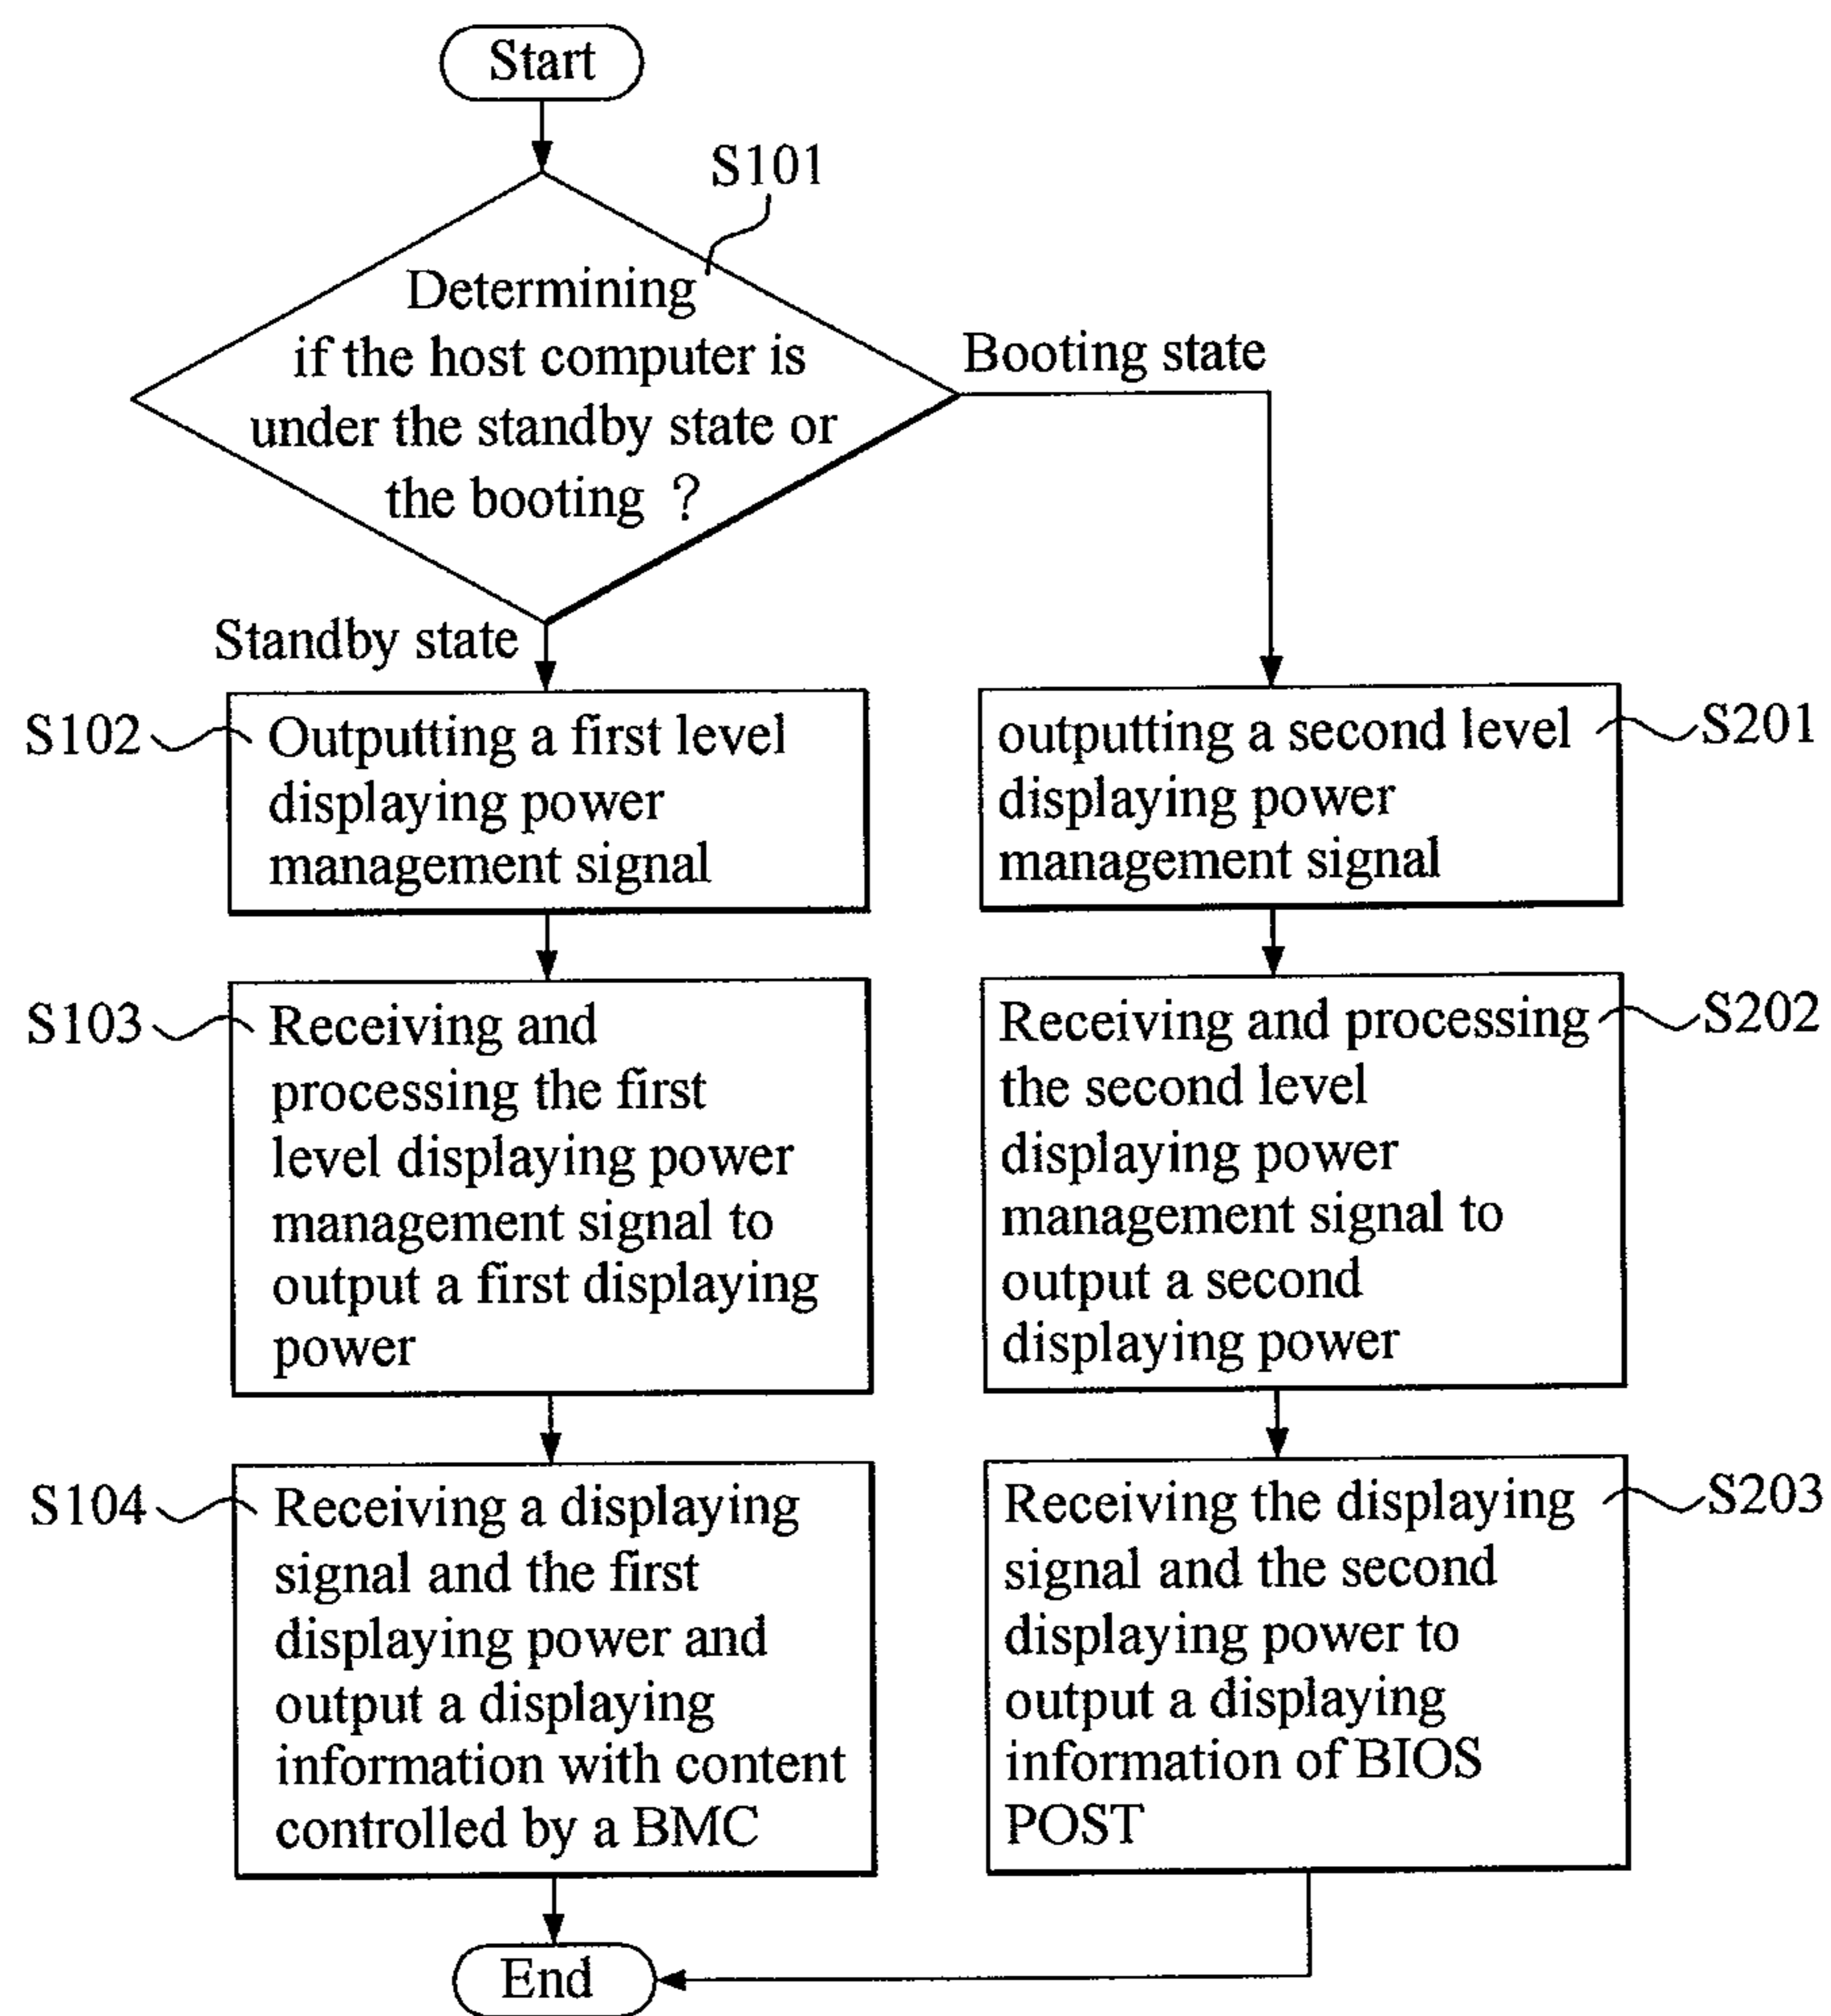 Start
S101
Determining
if the host computer is
under the standby state or
the booting ?
Booting state
Standby state
S102
Outputting a first level
displaying power
management signal
outputting a second level
displaying power
management signal
S201
S103
Receiving and
processing the first
level displaying power
management signal to
output a first displaying
power
Receiving and processing
the second level
displaying power
management signal to
output a second
displaying power
S202
S104
Receiving a displaying
signal and the first
displaying power and
output a displaying
information with content
controlled by a BMC
Receiving the displaying
signal and the second
displaying power to
output a displaying
information of BIOS
POST
S203
End